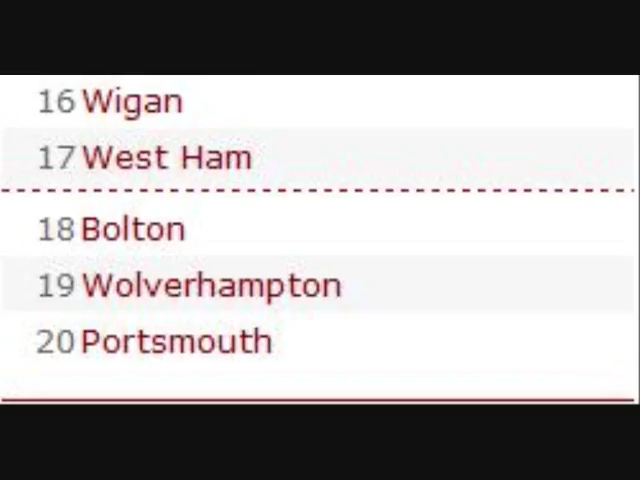 16 Wigan
17 West Ham
18 Bolton
19 Wolverhampton
20 Portsmouth